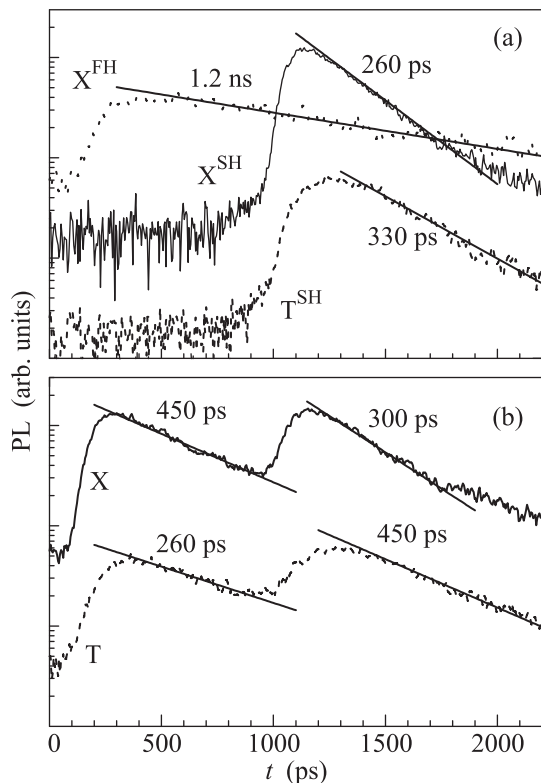 (a)
X^FH
1.2 ns
260 ps
X^SH
330 ps
T^SH
PL (arb. units)
(b)
450 ps
300 ps
X
260 ps
450 ps
T
0 500 1000 1500 2000
t (ps)